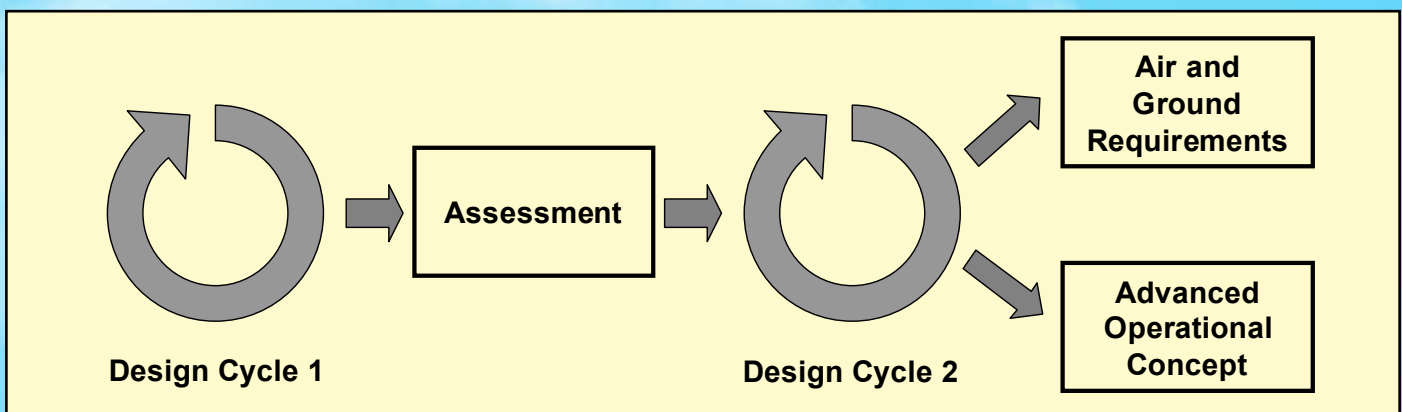 Design Cycle 1
Assessment
Design Cycle 2
Air and
Ground
Requirements
Advanced
Operational
Concept